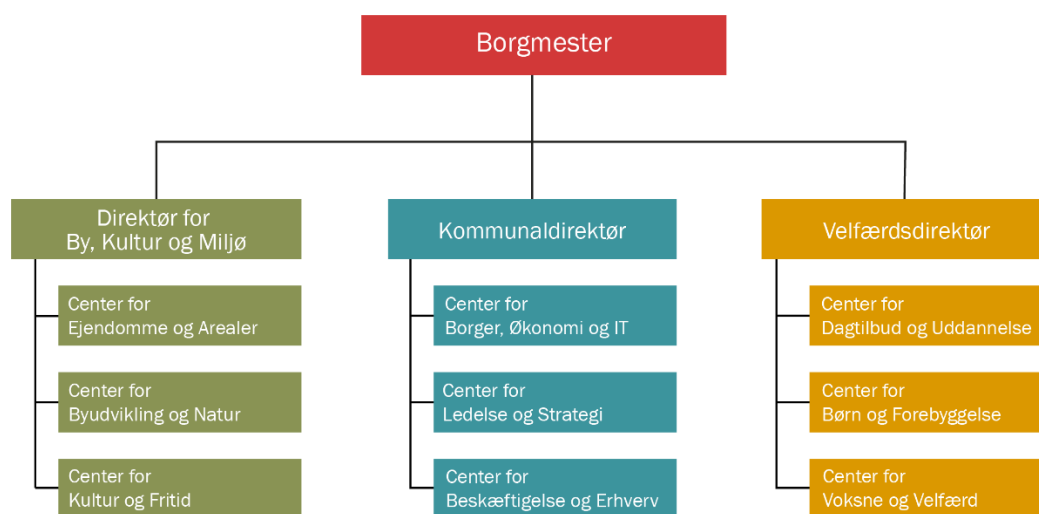 Borgmester
Direktør for
By, Kultur og Miljø
Center for
Ejendomme og Arealer
Center for
Byudvikling og Natur
Center for
Kultur og Fritid
Kommunaldirektør
Center for
Borger, Økonomi og IT
Center for
Ledelse og Strategi
Center for
Beskæftigelse og Erhverv
Velfærdsdirektør
Center for
Dagtilbud og Uddannelse
Center for
Børn og Forebyggelse
Center for
Voksne og Velfærd